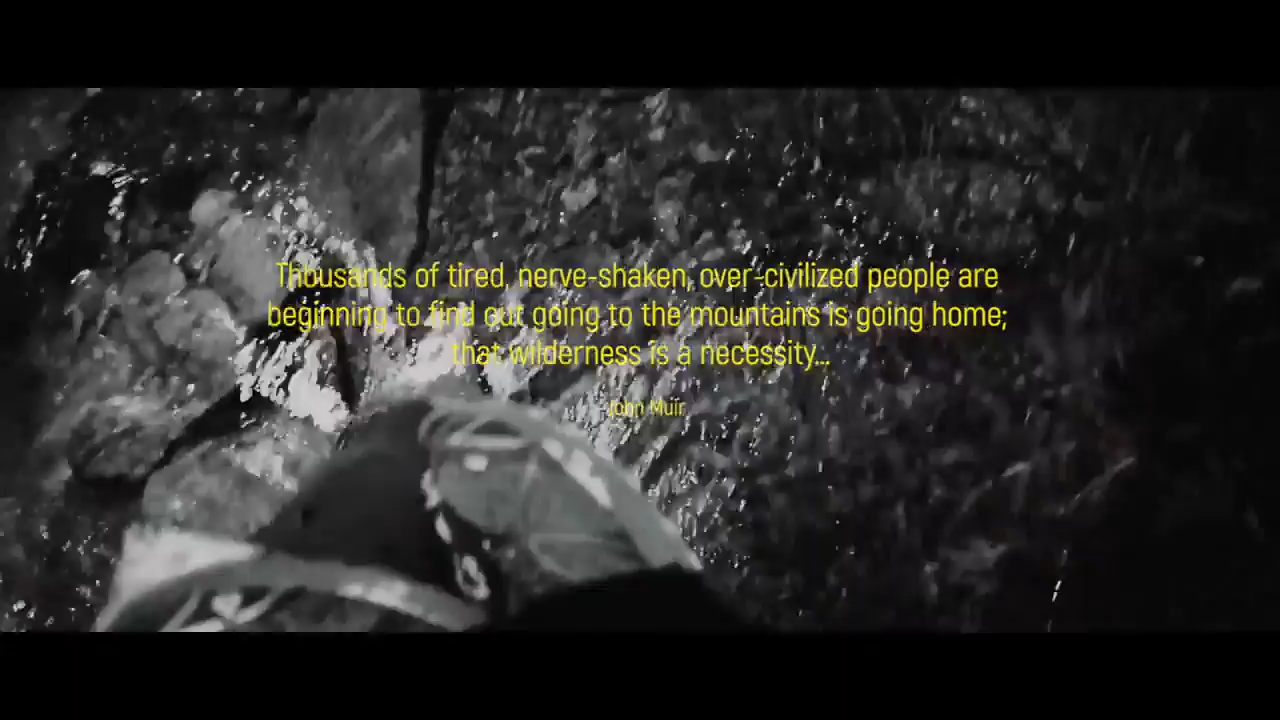 Thousands of tired, nerve-shaken, over-civilized people are
beginning to find out going to the mountains is going home;
that wilderness is a necessity...
John Muir